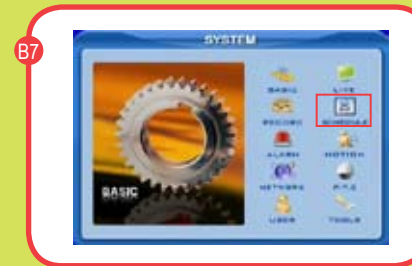 B7
SYSTEM
BASIC LIVE
RECORD SCHEDULE
ALARM MOTION
NETWORK P.T.Z
USER TOOLS
BASIC